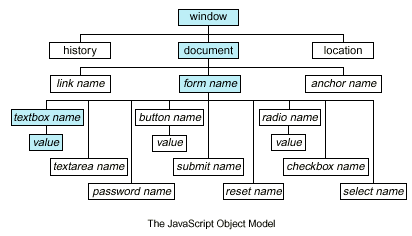 window
history
document
location
link name
form name
anchor name
textbox name
button name
radio name
value
value
value
textarea name
submit name
checkbox name
password name
reset name
select name
The JavaScript Object Model